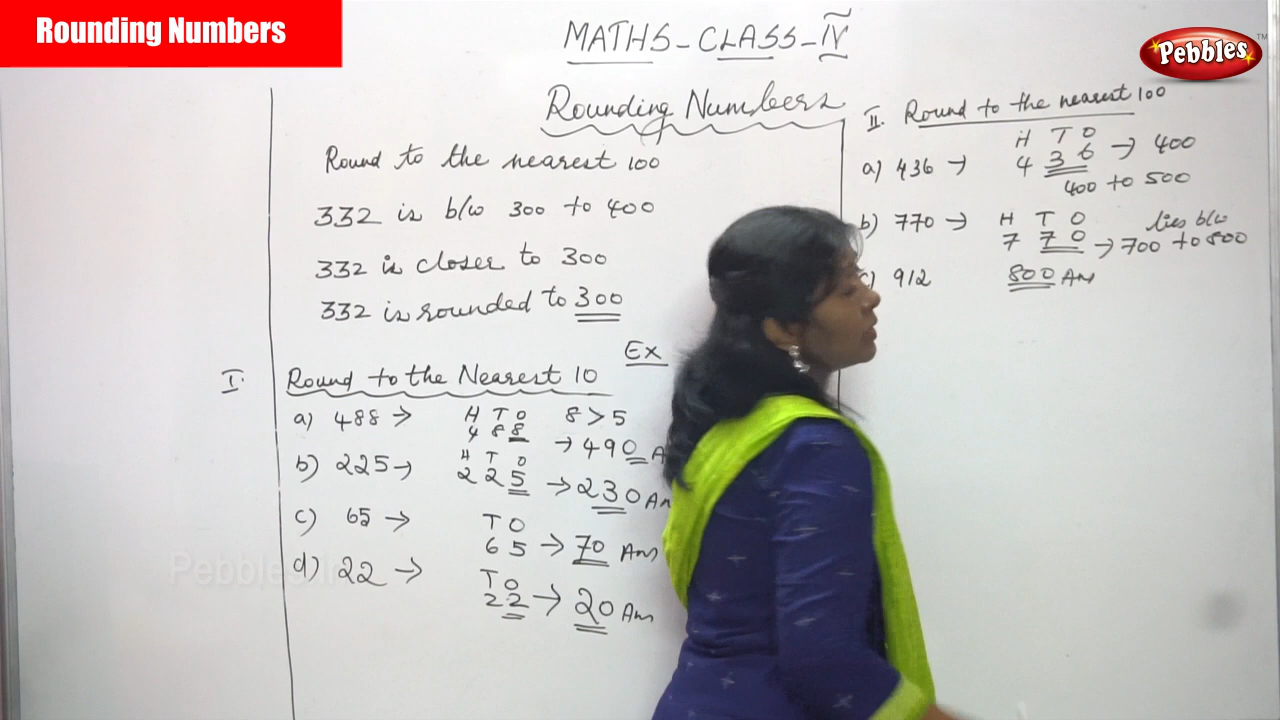 Rounding Numbers
MATHS - CLASS - IV
Pebbles TM
Rounding Numbers
Round to the nearest 100
332 is b/w 300 to 400
332 is closer to 300
332 is rounded to 300
Ex
I. Round to the Nearest 10
a) 488 → H T O 8 > 5
4 8 8 → 490 A
b) 225 → H T O
2 2 5 → 230 An
c) 65 → T O
6 5 → 70 Ans
d) 22 → T O
2 2 → 20 Ans
II. Round to the nearest 100
H T O
a) 436 → 4 3 6 → 400
400 to 500
b) 770 → H T O lies b/w
7 7 0 → 700 to 800
c) 912 800 Ans
Pebbles